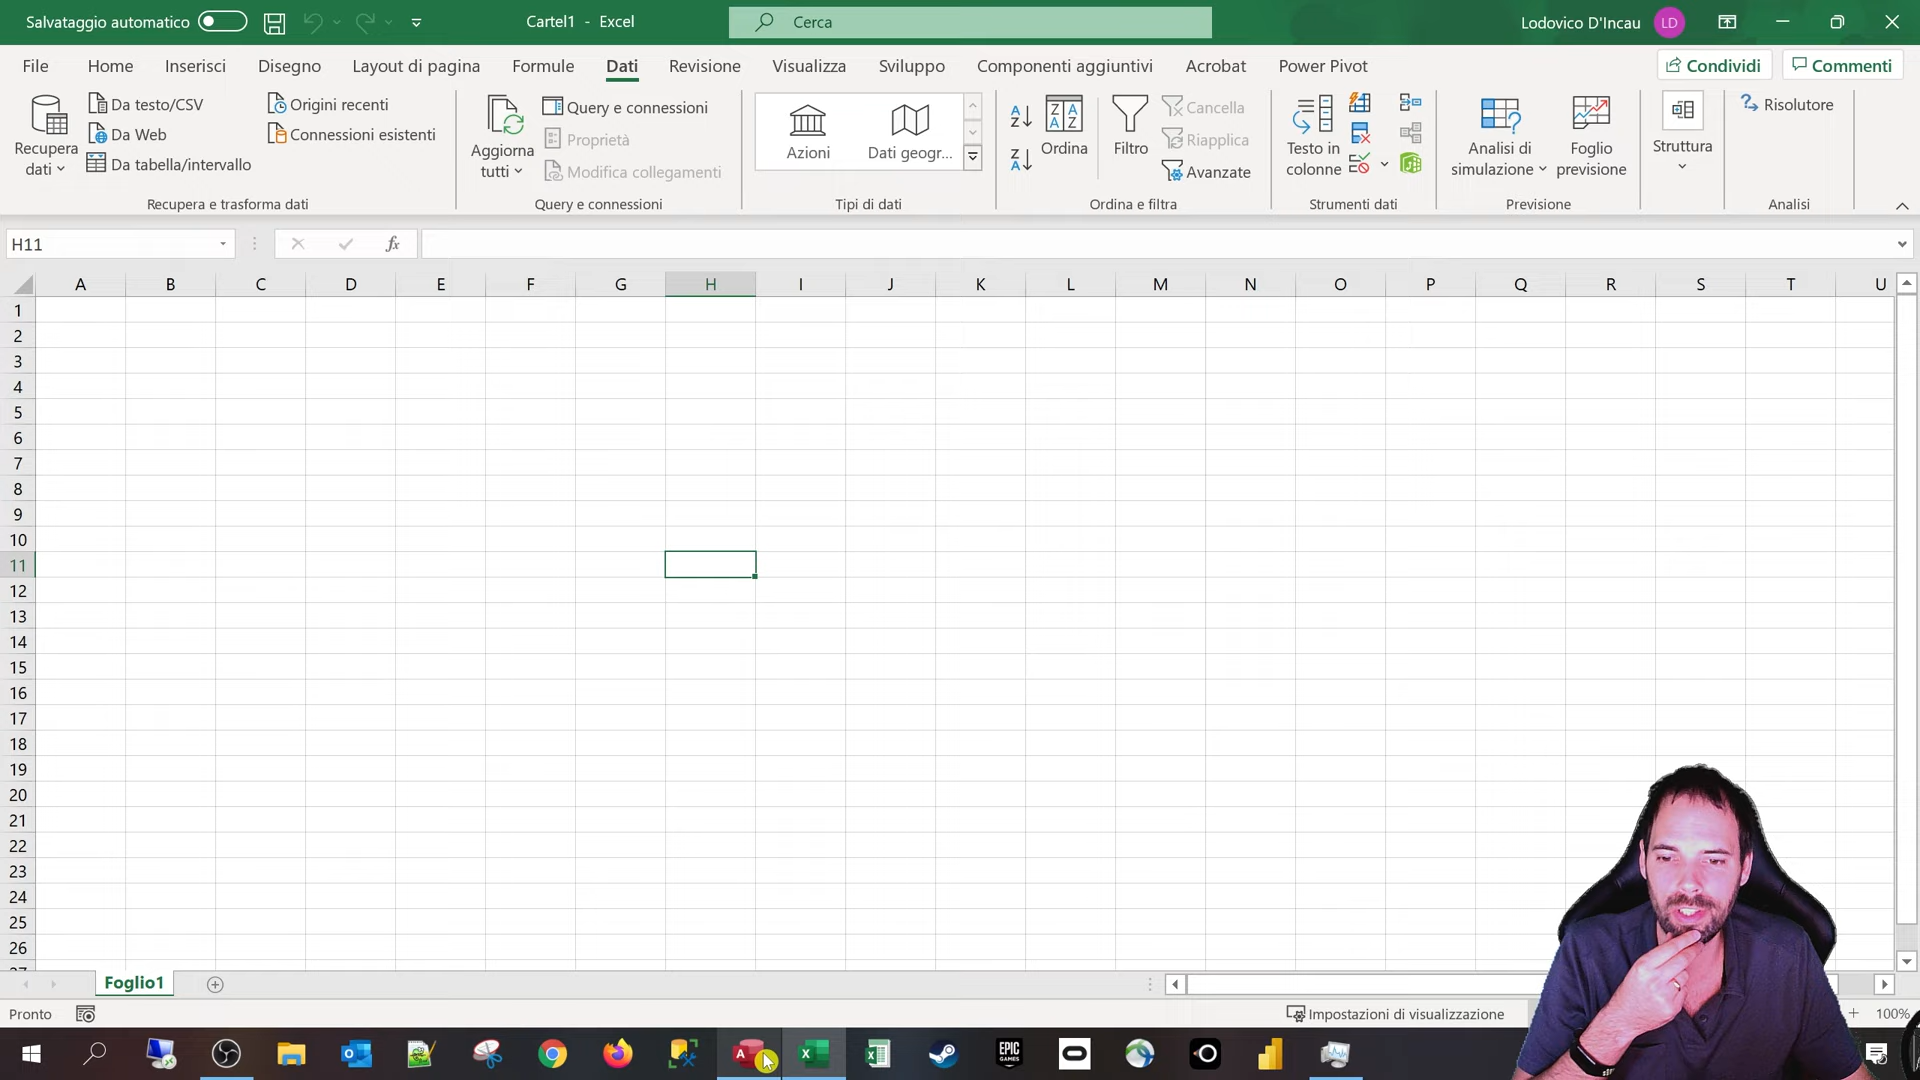 Salvataggio automatico
Cartel1 - Excel
Cerca
Lodovico D'Incau
LD
File
Home
Inserisci
Disegno
Layout di pagina
Formule
Dati
Revisione
Visualizza
Sviluppo
Componenti aggiuntivi
Acrobat
Power Pivot
Condividi
Commenti
Recupera
dati
Da testo/CSV
Da Web
Da tabella/intervallo
Origini recenti
Connessioni esistenti
Recupera e trasforma dati
Aggiorna
tutti
Query e connessioni
Proprietà
Modifica collegamenti
Query e connessioni
Azioni
Dati geogr...
Tipi di dati
Ordina
Filtro
Cancella
Riapplica
Avanzate
Ordina e filtra
Testo in
colonne
Strumenti dati
Analisi di
simulazione
Foglio
previsione
Previsione
Struttura
Risolutore
Analisi
H11
fx
A B C D E F G H I J K L M N O P Q R S T U
1
2
3
4
5
6
7
8
9
10
11
12
13
14
15
16
17
18
19
20
21
22
23
24
25
26
27
Foglio1
Pronto
Impostazioni di visualizzazione
100%
EPIC
GAMES